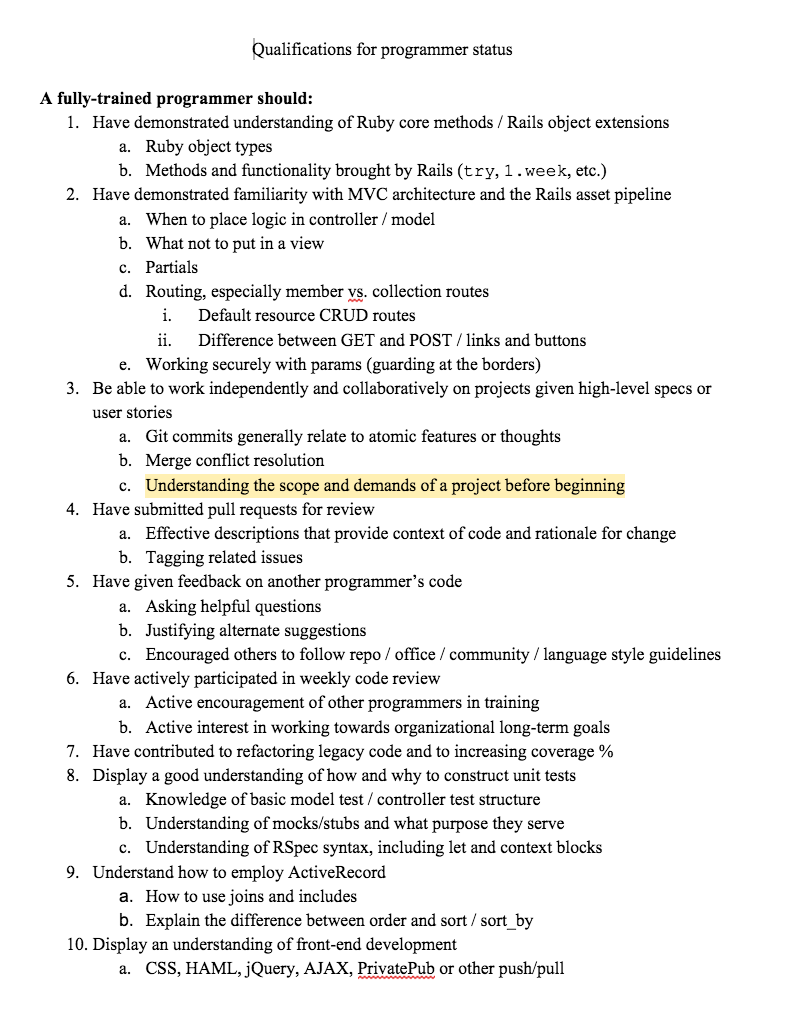 Qualifications for programmer status
A fully-trained programmer should:
1. Have demonstrated understanding of Ruby core methods / Rails object extensions
a. Ruby object types
b. Methods and functionality brought by Rails (try, 1.week, etc.)
2. Have demonstrated familiarity with MVC architecture and the Rails asset pipeline
a. When to place logic in controller / model
b. What not to put in a view
c. Partials
d. Routing, especially member vs. collection routes
i. Default resource CRUD routes
ii. Difference between GET and POST / links and buttons
e. Working securely with params (guarding at the borders)
3. Be able to work independently and collaboratively on projects given high-level specs or
user stories
a. Git commits generally relate to atomic features or thoughts
b. Merge conflict resolution
c. Understanding the scope and demands of a project before beginning
4. Have submitted pull requests for review
a. Effective descriptions that provide context of code and rationale for change
b. Tagging related issues
5. Have given feedback on another programmer’s code
a. Asking helpful questions
b. Justifying alternate suggestions
c. Encouraged others to follow repo / office / community / language style guidelines
6. Have actively participated in weekly code review
a. Active encouragement of other programmers in training
b. Active interest in working towards organizational long-term goals
7. Have contributed to refactoring legacy code and to increasing coverage %
8. Display a good understanding of how and why to construct unit tests
a. Knowledge of basic model test / controller test structure
b. Understanding of mocks/stubs and what purpose they serve
c. Understanding of RSpec syntax, including let and context blocks
9. Understand how to employ ActiveRecord
a. How to use joins and includes
b. Explain the difference between order and sort / sort_by
10. Display an understanding of front-end development
a. CSS, HAML, jQuery, AJAX, PrivatePub or other push/pull